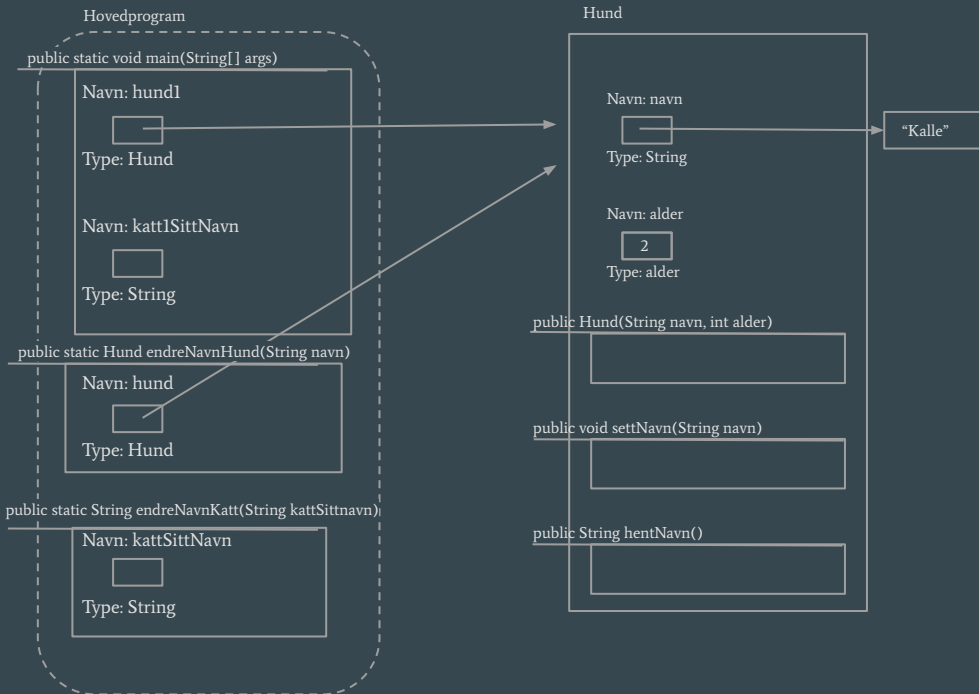 Hovedprogram
public static void main(String[] args)
Navn: hund1
Type: Hund
Navn: katt1SittNavn
Type: String
public static Hund endreNavnHund(String navn)
Navn: hund
Type: Hund
public static String endreNavnKatt(String kattSittnavn)
Navn: kattSittNavn
Type: String
Hund
Navn: navn
Type: String
“Kalle”
Navn: alder
2
Type: alder
public Hund(String navn, int alder)
public void settNavn(String navn)
public String hentNavn()